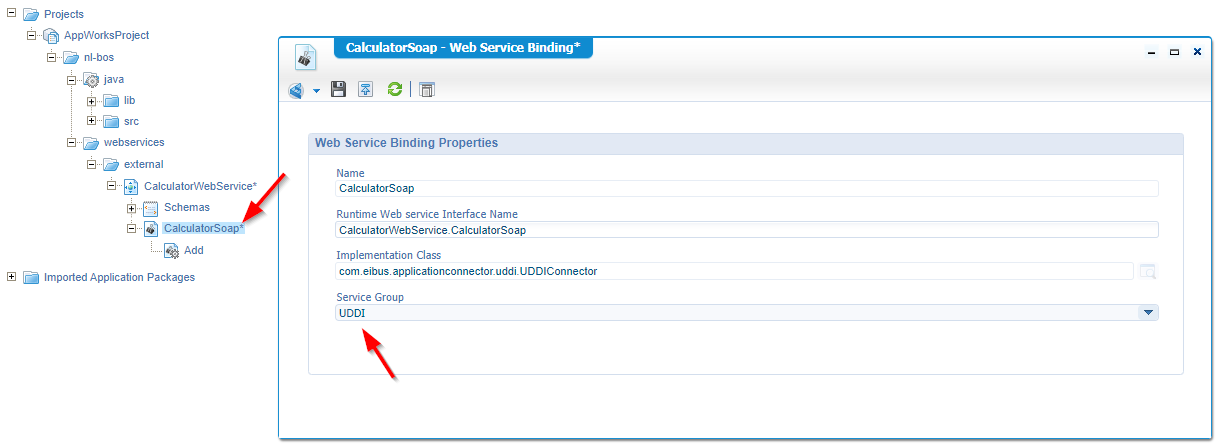 Projects
AppWorksProject
nl-bos
java
lib
src
webservices
external
CalculatorWebService*
Schemas
CalculatorSoap*
Add
Imported Application Packages
CalculatorSoap - Web Service Binding*
Web Service Binding Properties
Name
CalculatorSoap
Runtime Web service Interface Name
CalculatorWebService.CalculatorSoap
Implementation Class
com.eibus.applicationconnector.uddi.UDDIConnector
Service Group
UDDI